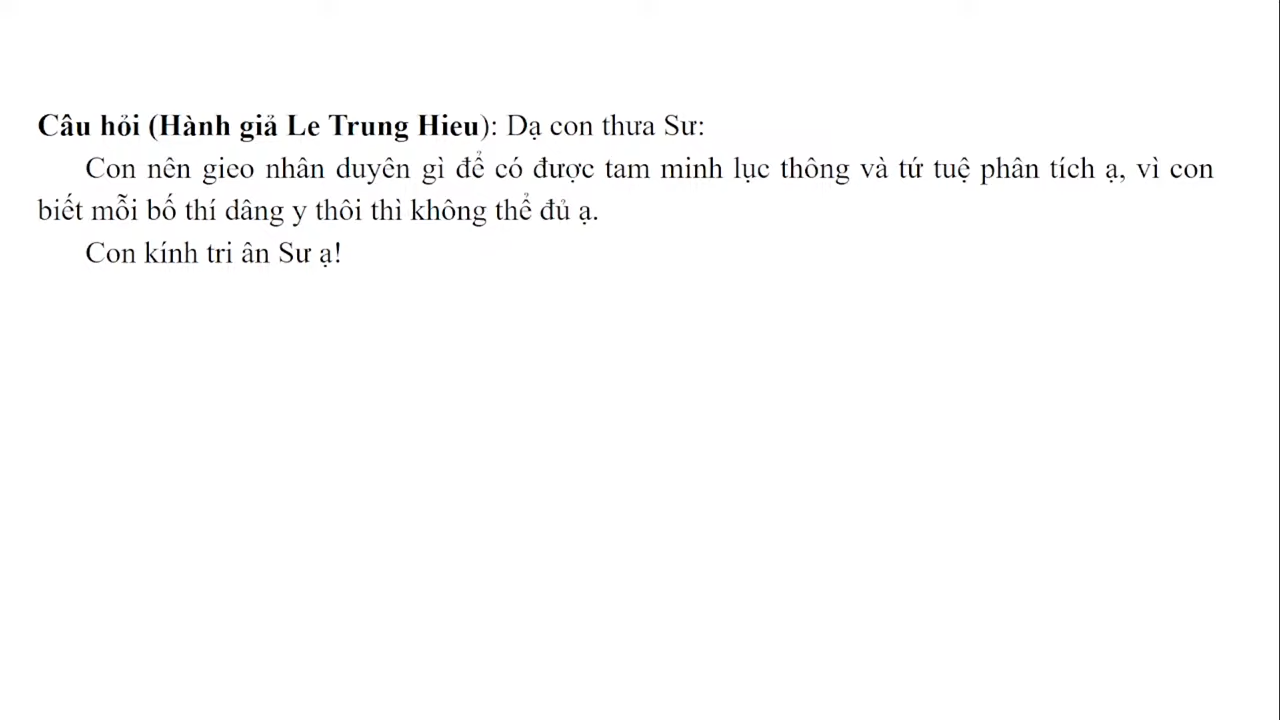 Câu hỏi (Hành giả Le Trung Hieu): Dạ con thưa Sư:
Con nên gieo nhân duyên gì để có được tam minh lục thông và tứ tuệ phân tích ạ, vì con
biết mỗi bố thí dâng y thôi thì không thể đủ ạ.
Con kính tri ân Sư ạ!